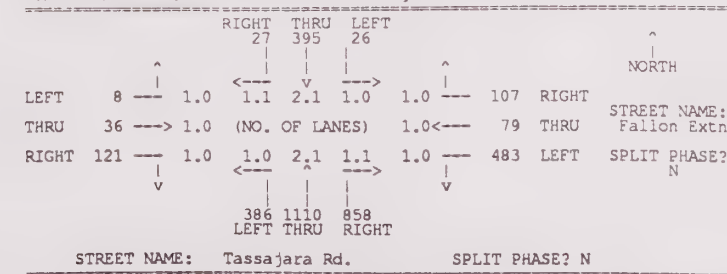 RIGHT THRU LEFT
27 395 26
^ | | | ^ ^
| <--- v ---> | NORTH
LEFT 8 --- 1.0 1.1 2.1 1.0 1.0 --- 107 RIGHT
STREET NAME:
THRU 36 ---> 1.0 (NO. OF LANES) 1.0<--- 79 THRU Fallon Extn
RIGHT 121 --- 1.0 1.0 2.1 1.1 1.0 --- 483 LEFT SPLIT PHASE?
| <--- ^ ---> | N
v | | | v
386 1110 858
LEFT THRU RIGHT
STREET NAME: Tassajara Rd. SPLIT PHASE? N